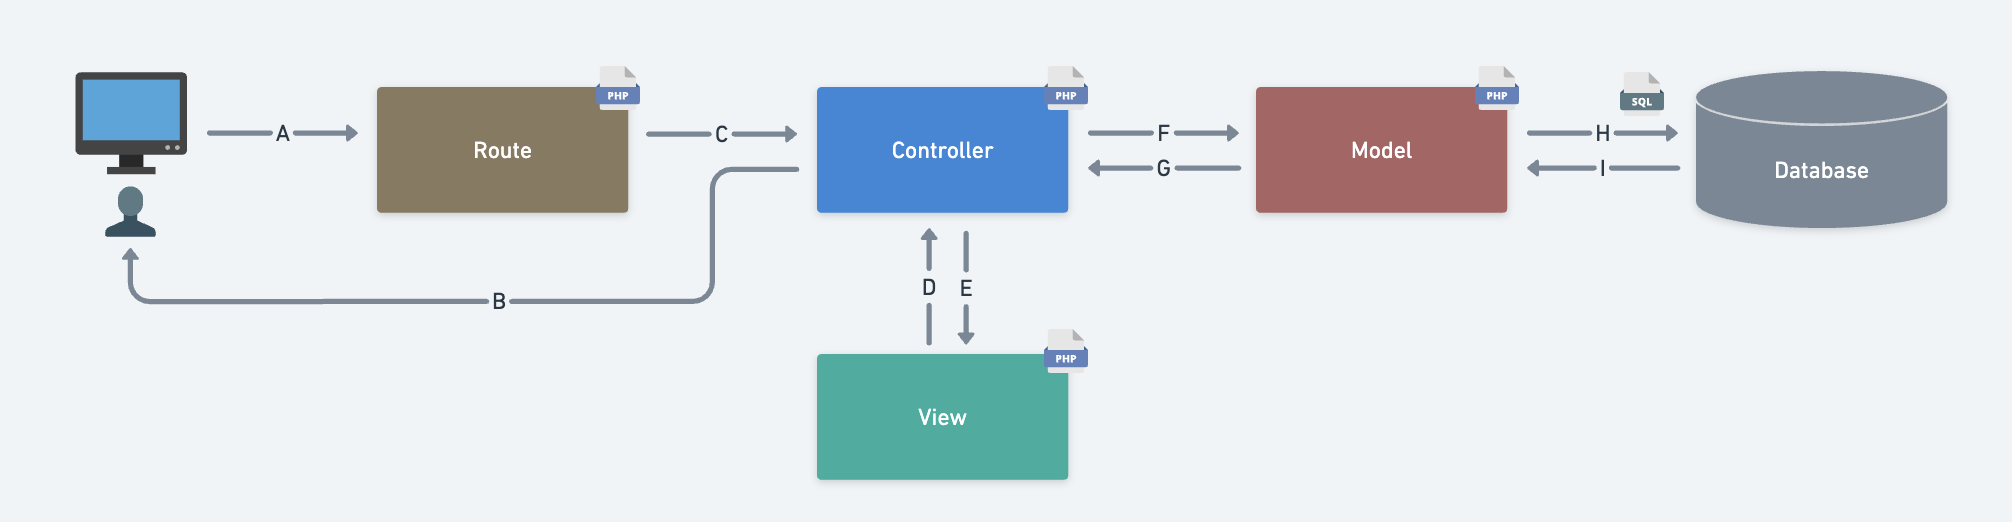 PHP
PHP
PHP
SQL
A
Route
C
Controller
F
G
Model
H
I
Database
B
D
E
PHP
View